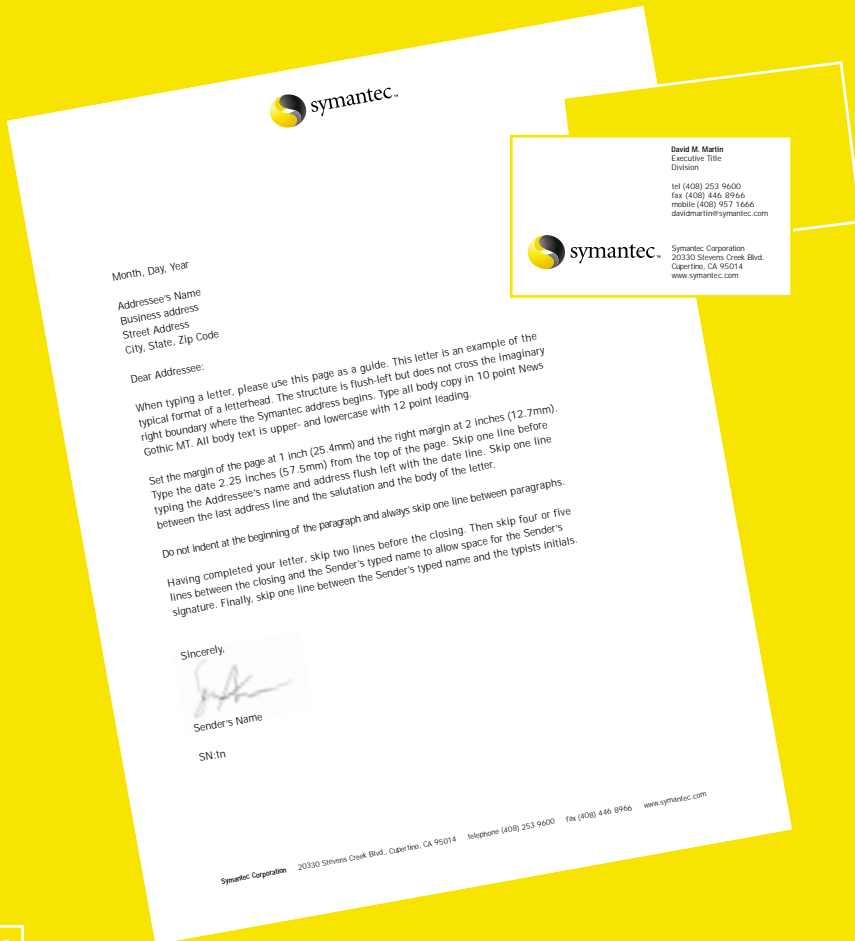 symantec™
Month, Day, Year
Addressee's Name
Business address
Street Address
City, State, Zip Code
Dear Addressee:
When typing a letter, please use this page as a guide. This letter is an example of the
typical format of a letterhead. The structure is flush-left but does not cross the imaginary
right boundary where the Symantec address begins. Type all body copy in 10 point News
Gothic MT. All body text is upper- and lowercase with 12 point leading.
Set the margin of the page at 1 inch (25.4mm) and the right margin at 2 inches (12.7mm).
Type the date 2.25 inches (57.5mm) from the top of the page. Skip one line before
typing the Addressee's name and address flush left with the date line. Skip one line
between the last address line and the salutation and the body of the letter.
Do not indent at the beginning of the paragraph and always skip one line between paragraphs.
Having completed your letter, skip two lines before the closing. Then skip four or five
lines between the closing and the Sender's typed name to allow space for the Sender's
signature. Finally, skip one line between the Sender's typed name and the typists initials.
Sincerely,
Sender's Name
SN:tn
Symantec Corporation 20330 Stevens Creek Blvd., Cupertino, CA 95014 telephone (408) 253 9600 fax (408) 446 8966 www.symantec.com
David M. Martin
Executive Title
Division
tel (408) 253 9600
fax (408) 446 8966
mobile (408) 957 1666
davidmartin@symantec.com
symantec™
Symantec Corporation
20330 Stevens Creek Blvd.
Cupertino, CA 95014
www.symantec.com